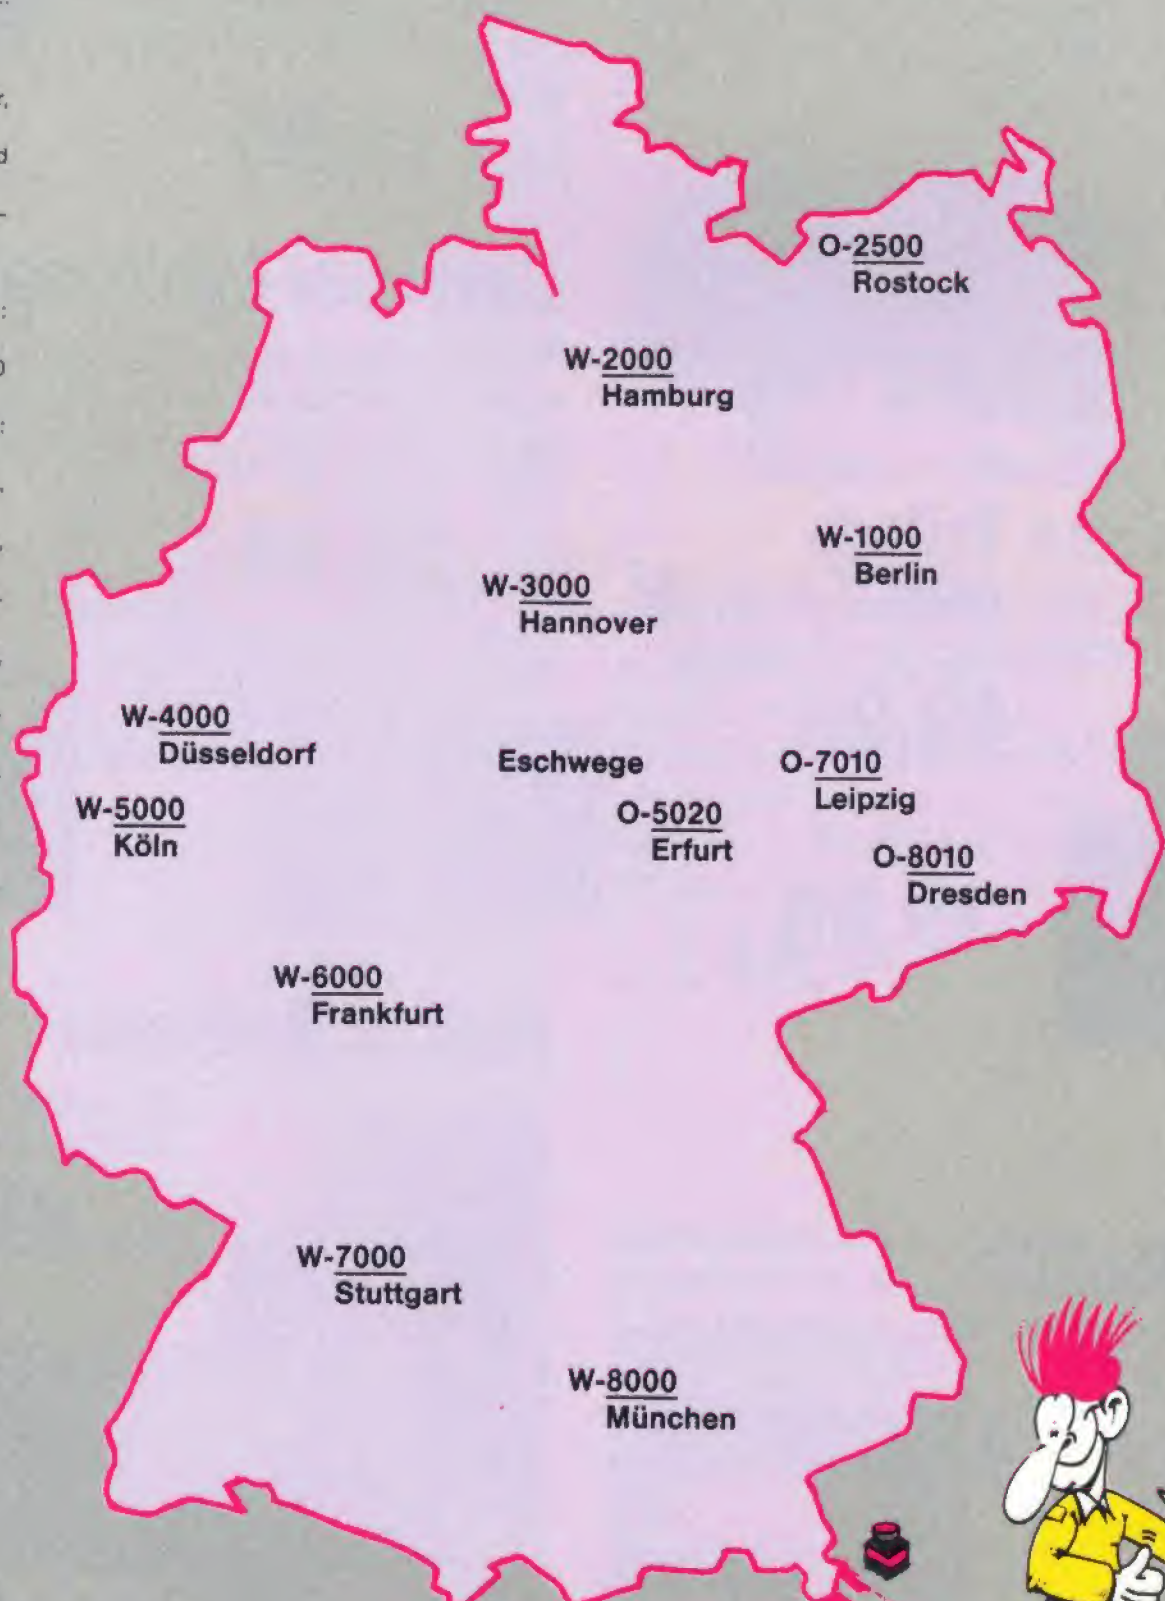 O-2500
Rostock
W-2000
Hamburg
W-1000
Berlin
W-3000
Hannover
W-4000
Düsseldorf
Eschwege
O-7010
Leipzig
W-5000
Köln
O-5020
Erfurt
O-8010
Dresden
W-6000
Frankfurt
W-7000
Stuttgart
W-8000
München